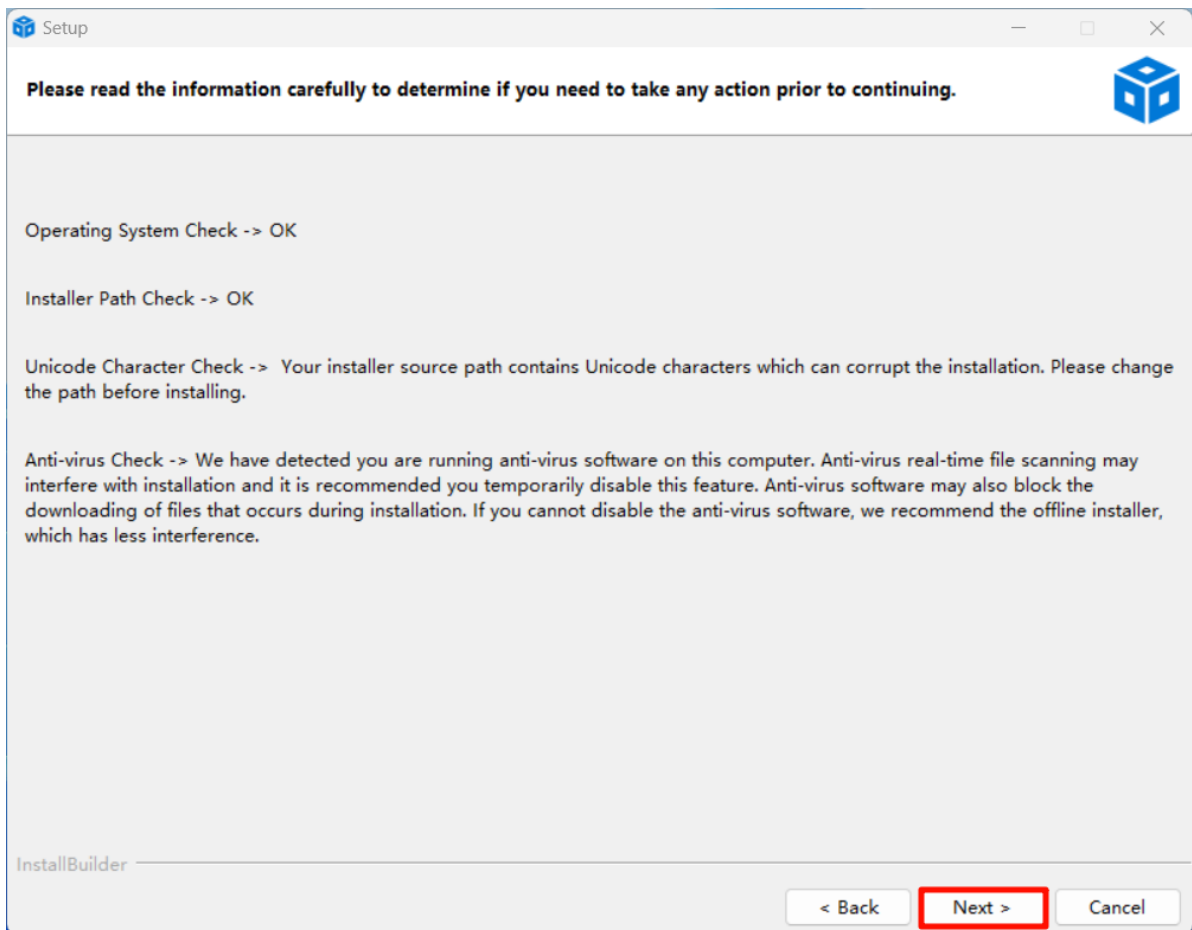 Setup
Please read the information carefully to determine if you need to take any action prior to continuing.
Operating System Check -> OK
Installer Path Check -> OK
Unicode Character Check ->  Your installer source path contains Unicode characters which can corrupt the installation. Please change
the path before installing.
Anti-virus Check -> We have detected you are running anti-virus software on this computer. Anti-virus real-time file scanning may
interfere with installation and it is recommended you temporarily disable this feature. Anti-virus software may also block the
downloading of files that occurs during installation. If you cannot disable the anti-virus software, we recommend the offline installer,
which has less interference.
InstallBuilder
< Back Next > Cancel